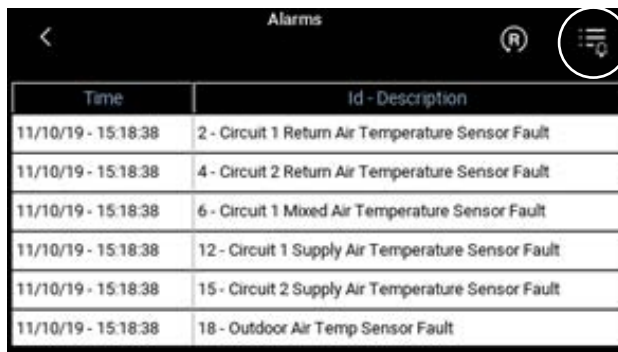 Alarms
R
Time Id - Description
11/10/19 - 15:18:38 2 - Circuit 1 Return Air Temperature Sensor Fault
11/10/19 - 15:18:38 4 - Circuit 2 Return Air Temperature Sensor Fault
11/10/19 - 15:18:38 6 - Circuit 1 Mixed Air Temperature Sensor Fault
11/10/19 - 15:18:38 12 - Circuit 1 Supply Air Temperature Sensor Fault
11/10/19 - 15:18:38 15 - Circuit 2 Supply Air Temperature Sensor Fault
11/10/19 - 15:18:38 18 - Outdoor Air Temp Sensor Fault